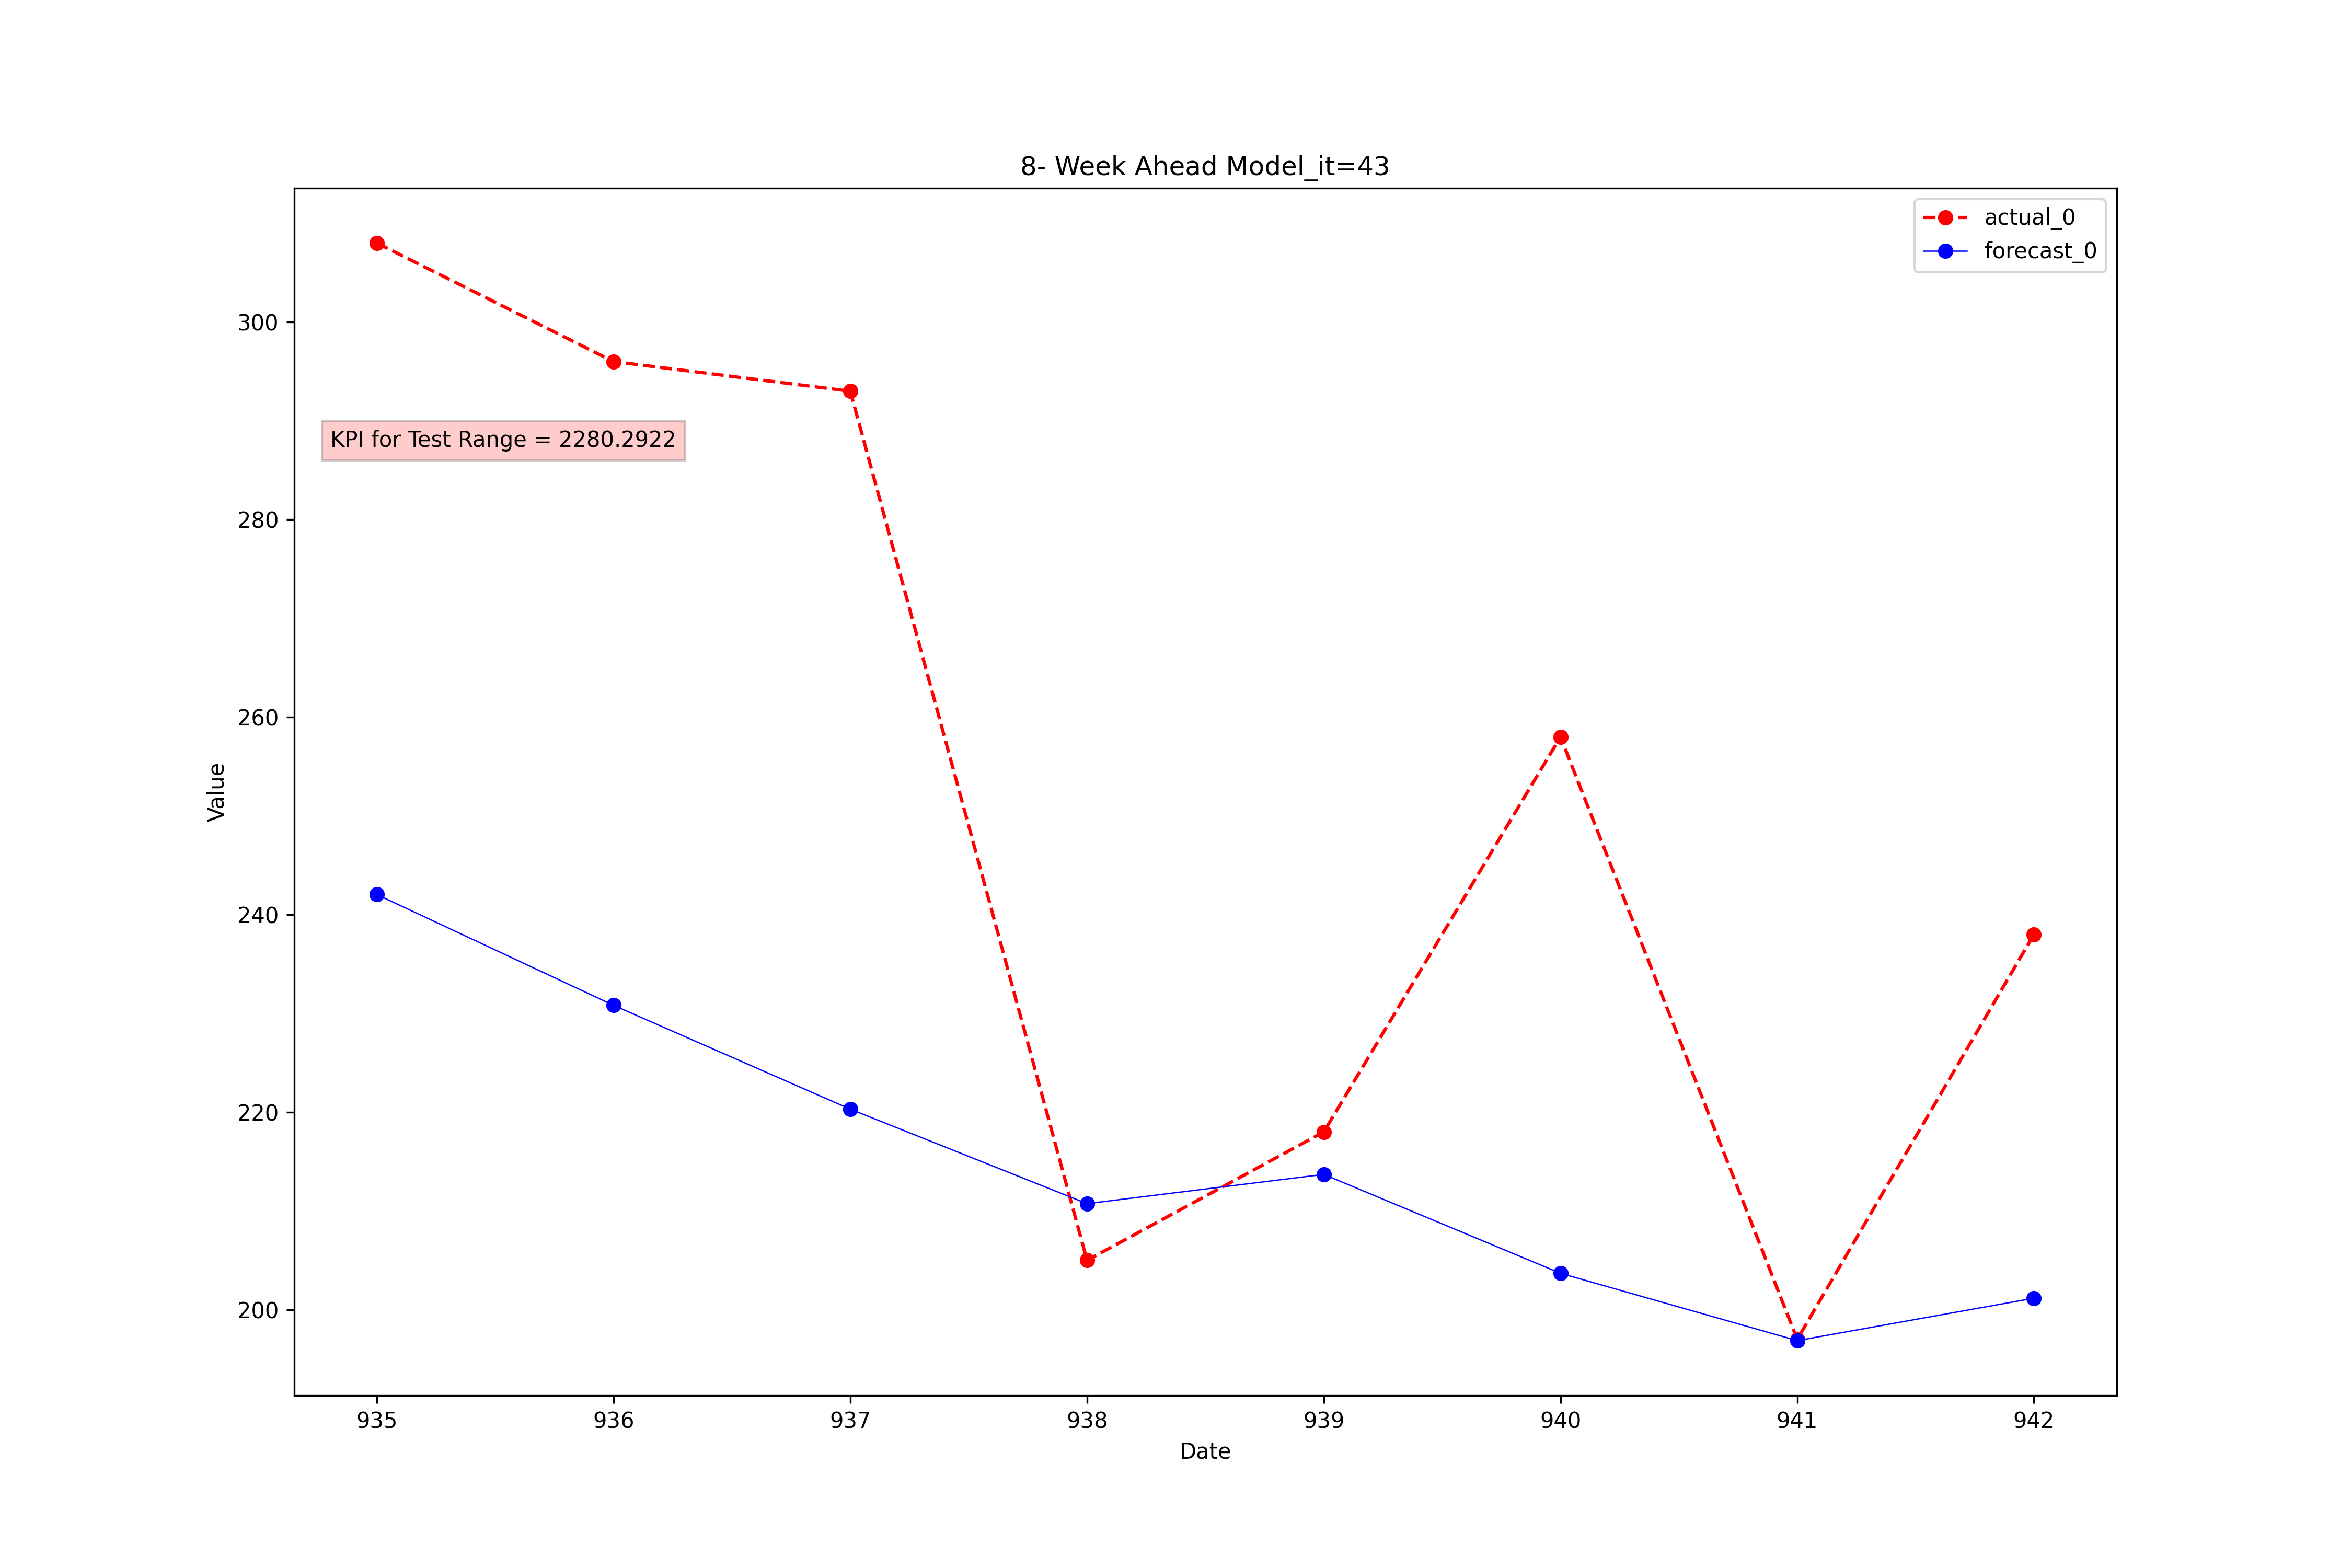 8- Week Ahead Model_it=43
actual_0
forecast_0
KPI for Test Range = 2280.2922
Value
300
280
260
240
220
200
935 936 937 938 939 940 941 942
Date